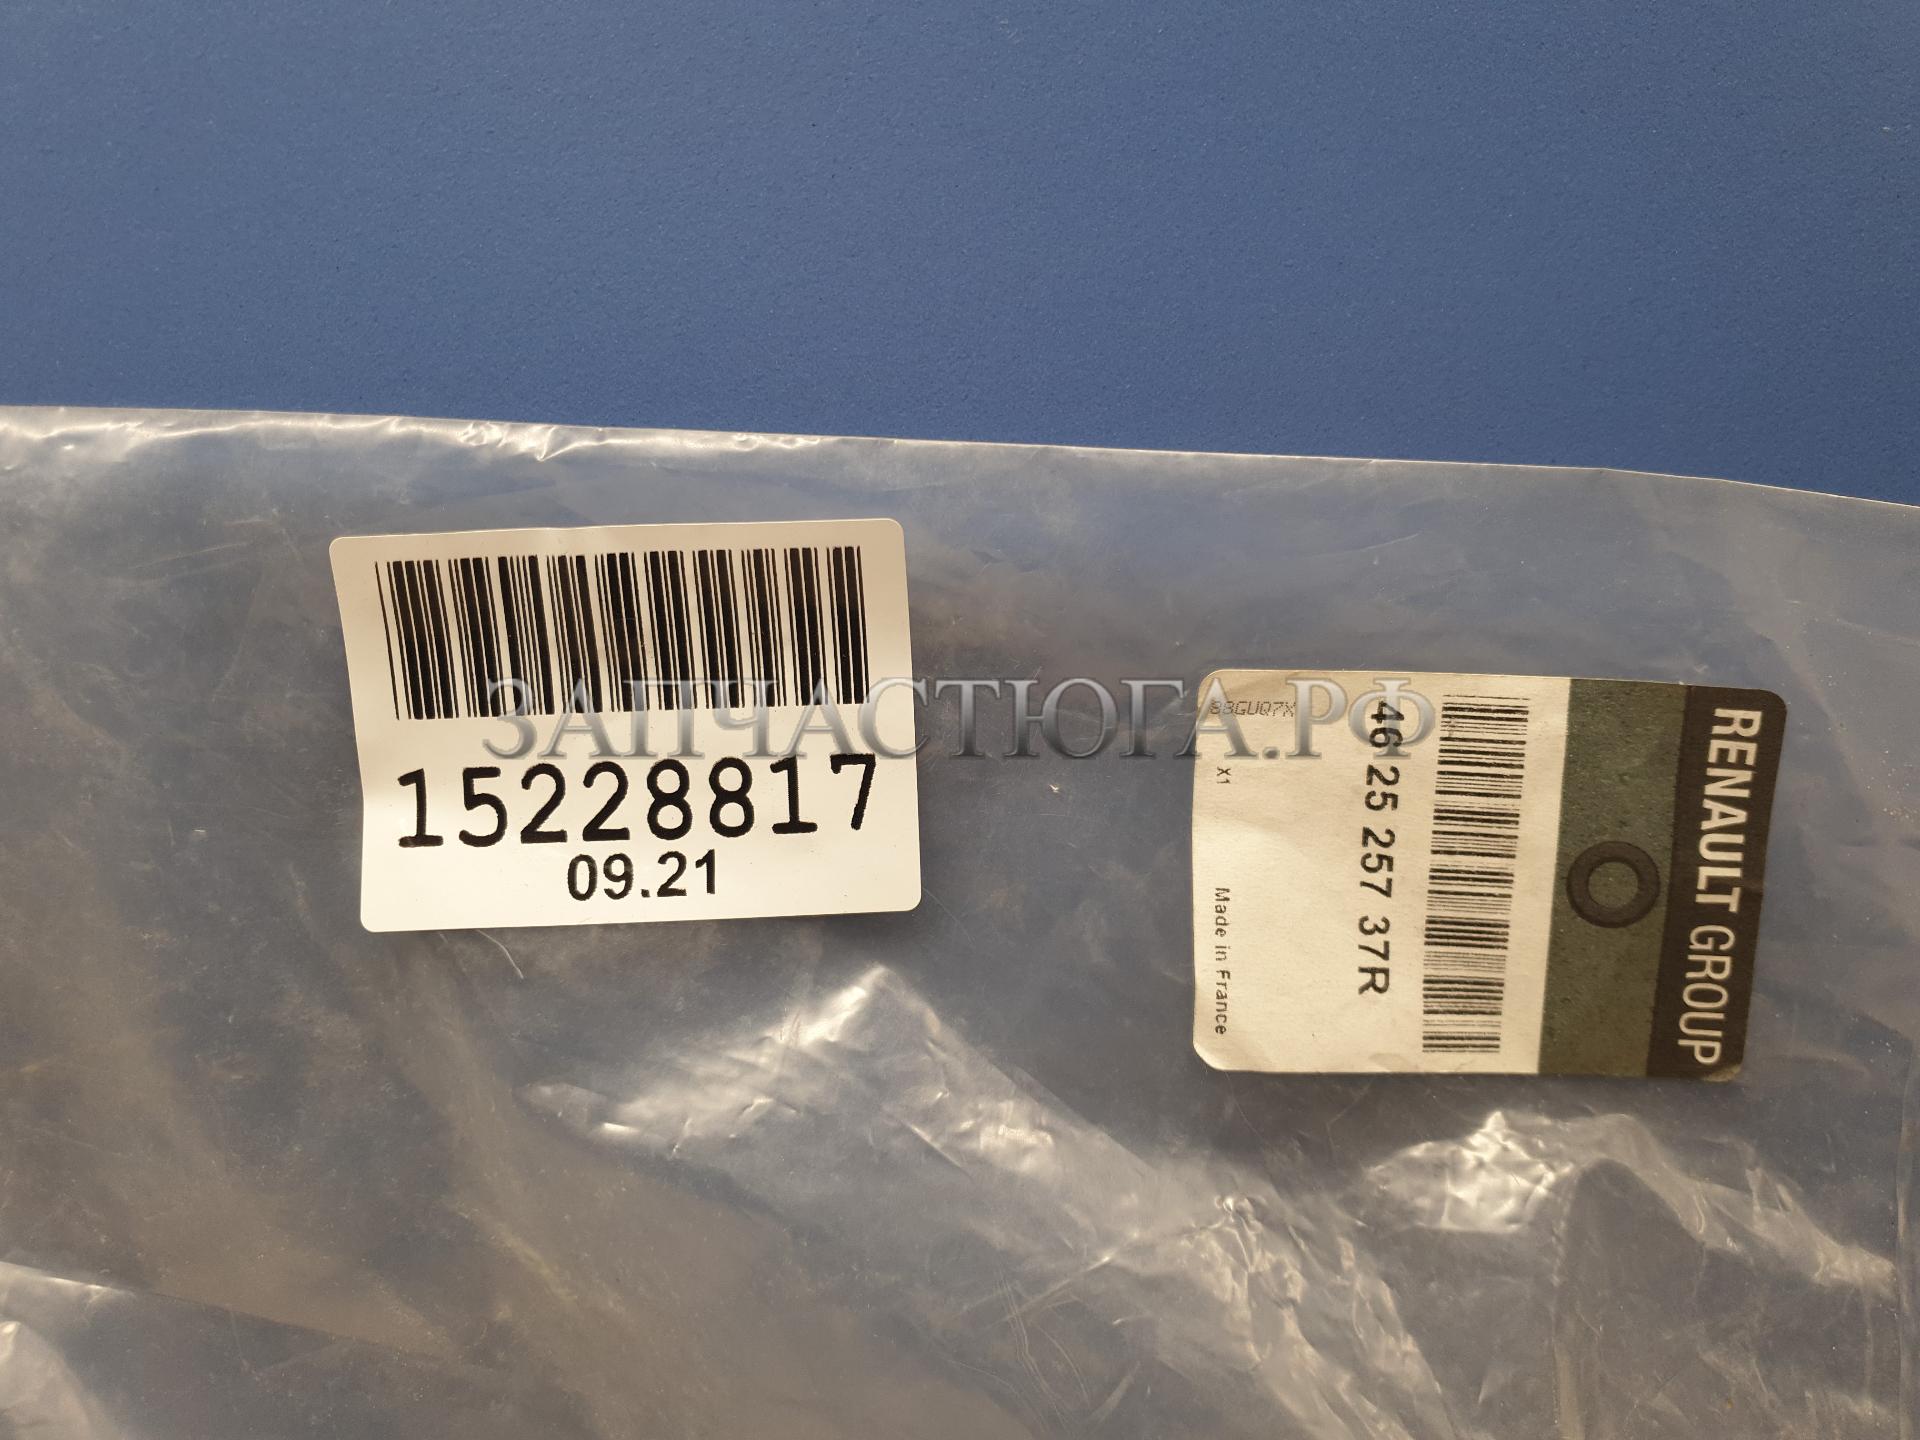 15228817
09.21
ЗАПЧАСТЮГА.РФ
RENAULT GROUP
46 25 257 37R
88GUQ7X
X1
Made in France